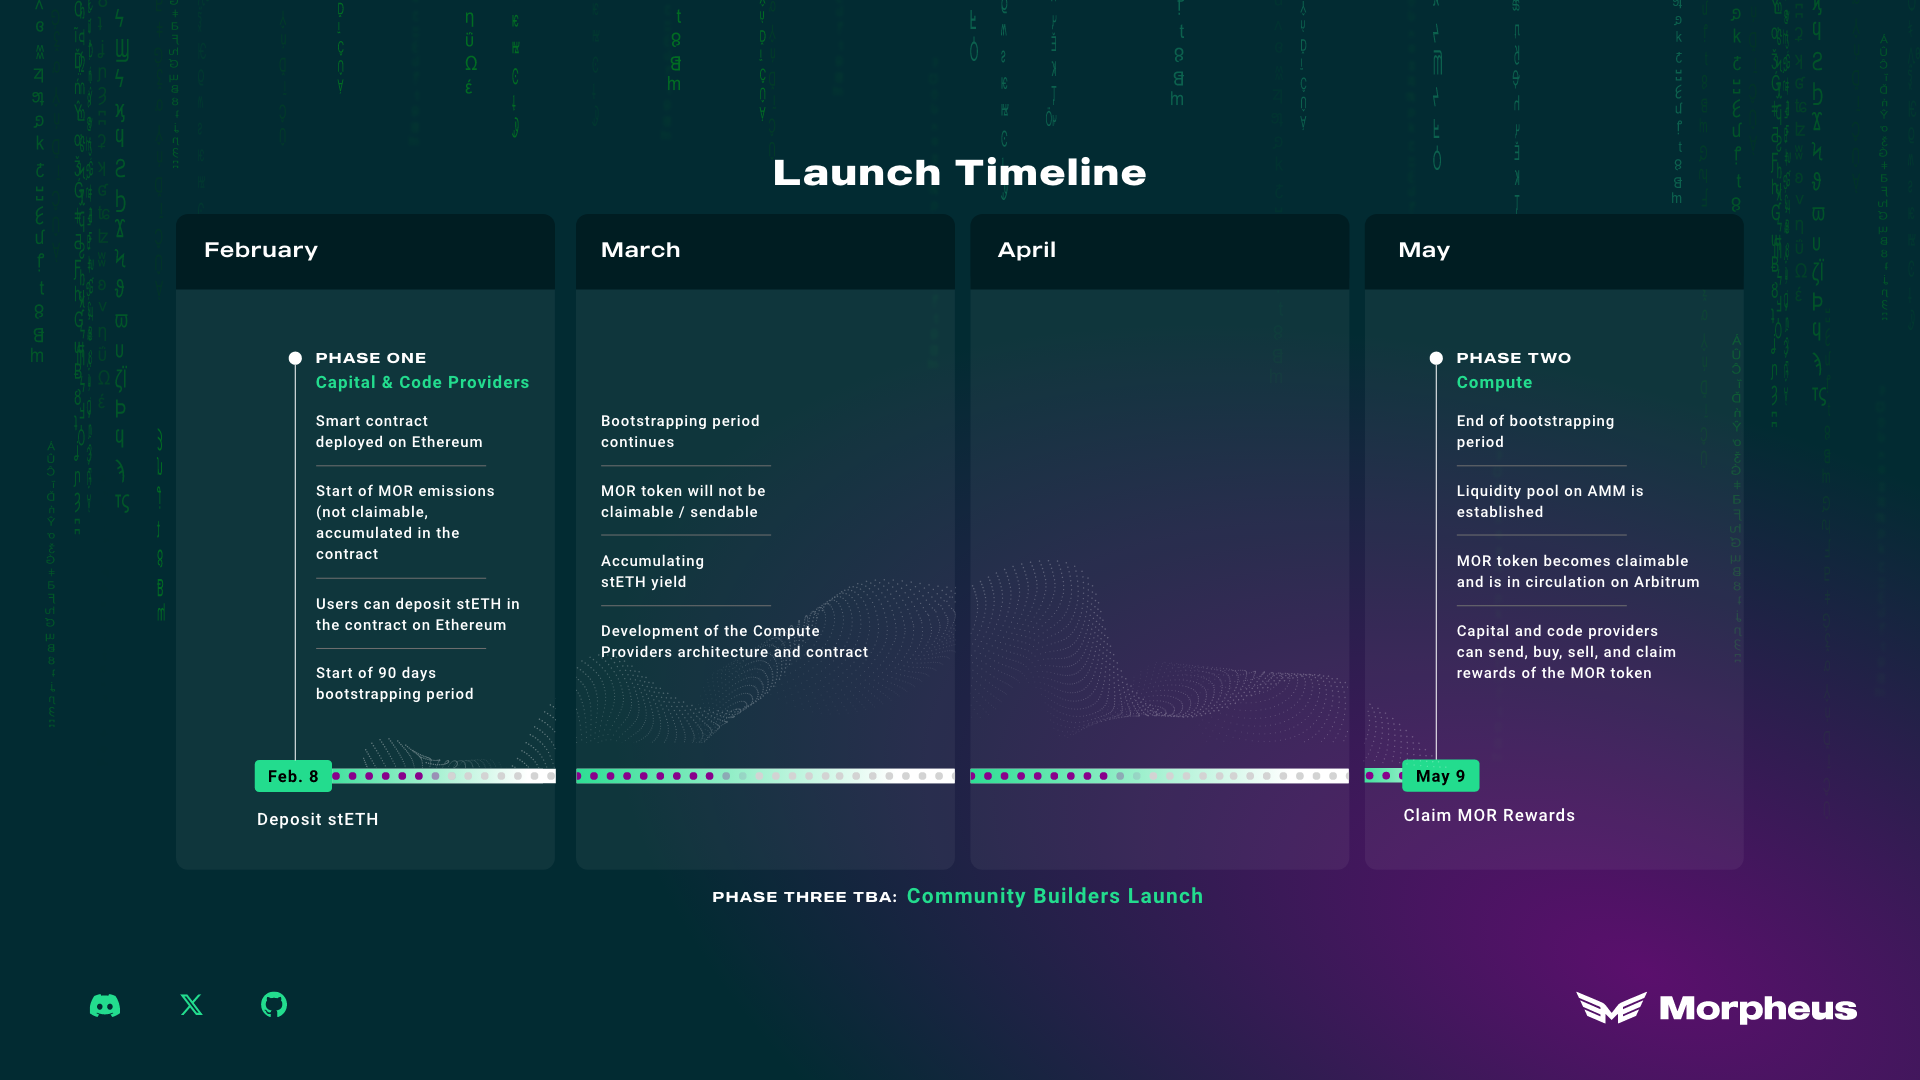 Launch Timeline
February
PHASE ONE
Capital & Code Providers
Smart contract
deployed on Ethereum
Start of MOR emissions
(not claimable,
accumulated in the
contract
Users can deposit stETH in
the contract on Ethereum
Start of 90 days
bootstrapping period
Feb. 8
Deposit stETH
March
Bootstrapping period
continues
MOR token will not be
claimable / sendable
Accumulating
stETH yield
Development of the Compute
Providers architecture and contract
April
May
PHASE TWO
Compute
End of bootstrapping
period
Liquidity pool on AMM is
established
MOR token becomes claimable
and is in circulation on Arbitrum
Capital and code providers
can send, buy, sell, and claim
rewards of the MOR token
May 9
Claim MOR Rewards
PHASE THREE TBA: Community Builders Launch
Morpheus